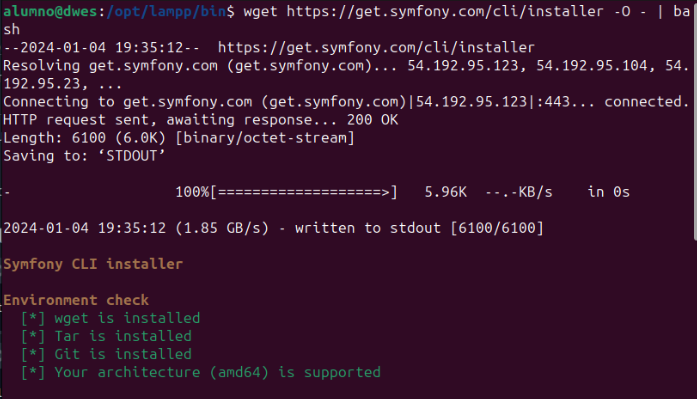 alumno@dwes:/opt/lampp/bin$ wget https://get.symfony.com/cli/installer -O - | ba
sh
--2024-01-04 19:35:12--  https://get.symfony.com/cli/installer
Resolving get.symfony.com (get.symfony.com)... 54.192.95.123, 54.192.95.104, 54.
192.95.23, ...
Connecting to get.symfony.com (get.symfony.com)|54.192.95.123|:443... connected.
HTTP request sent, awaiting response... 200 OK
Length: 6100 (6.0K) [binary/octet-stream]
Saving to: ‘STDOUT’
-                   100%[===================>]   5.96K  --.-KB/s    in 0s
2024-01-04 19:35:12 (1.85 GB/s) - written to stdout [6100/6100]
Symfony CLI installer
Environment check
  [*] wget is installed
  [*] Tar is installed
  [*] Git is installed
  [*] Your architecture (amd64) is supported